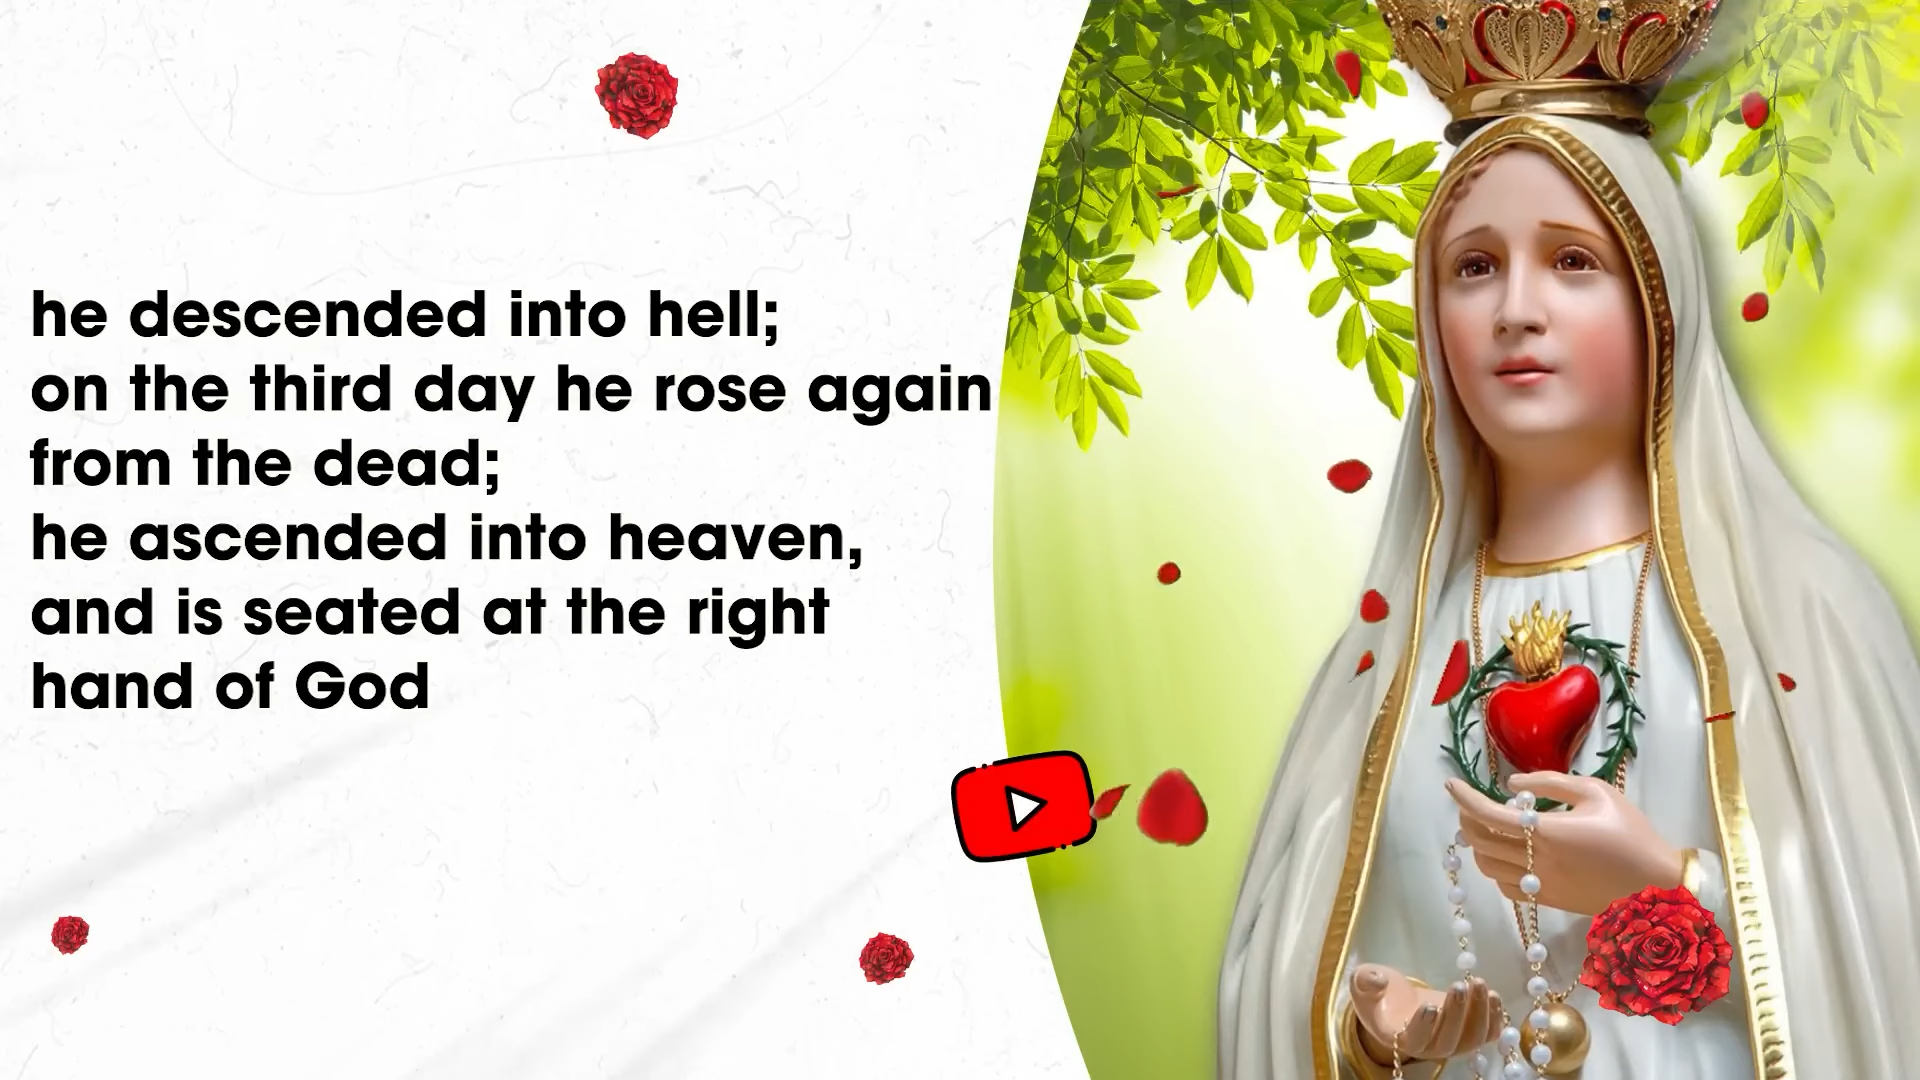 he descended into hell;
on the third day he rose again
from the dead;
he ascended into heaven,
and is seated at the right
hand of God